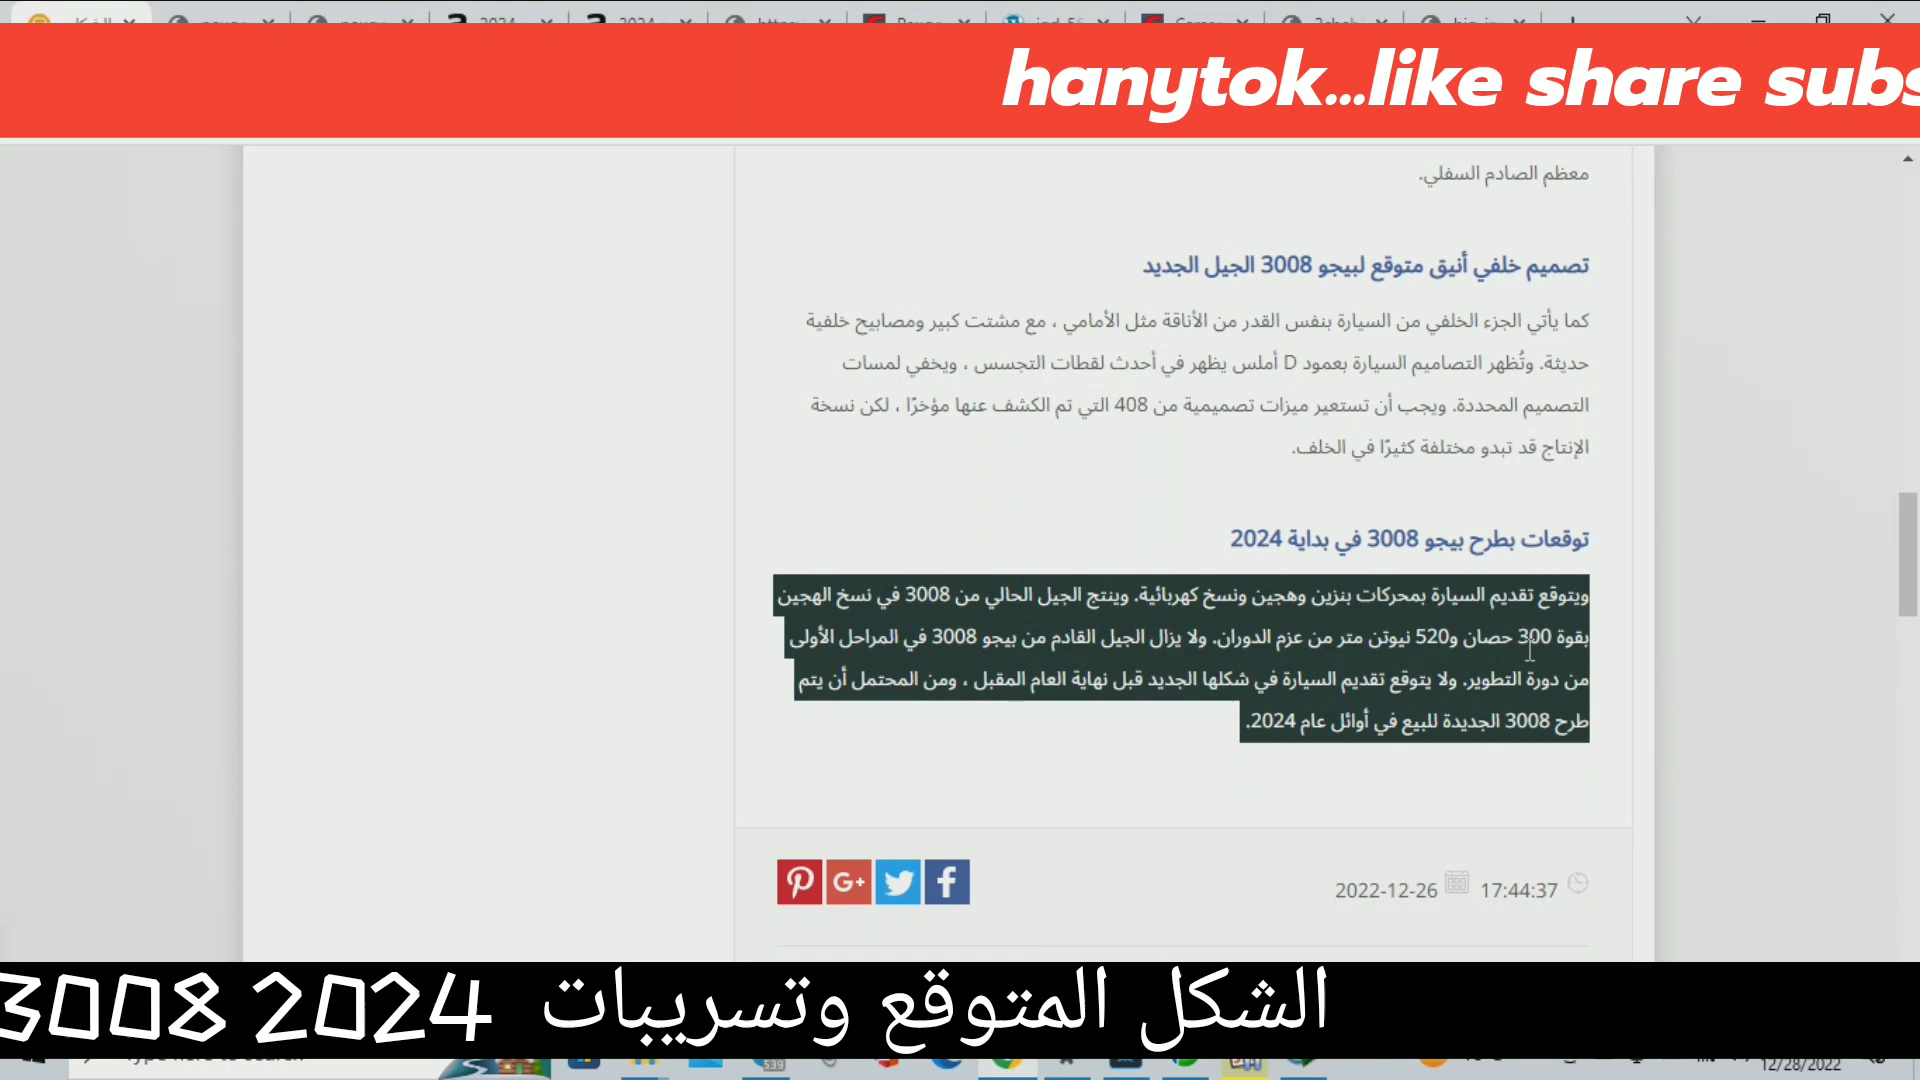 hanytok...like share subs
معظم الصادم السفلي.
تصميم خلفي أنيق متوقع لبيجو 3008 الجيل الجديد
كما يأتي الجزء الخلفي من السيارة بنفس القدر من الأناقة مثل الأمامي ، مع مشتت كبير ومصابيح خلفية
حديثة. وتُظهر التصاميم السيارة بعمود D أملس يظهر في أحدث لقطات التجسس ، ويخفي لمسات
التصميم المحددة. ويجب أن تستعير ميزات تصميمية من 408 التي تم الكشف عنها مؤخرًا ، لكن نسخة
الإنتاج قد تبدو مختلفة كثيرًا في الخلف.
توقعات بطرح بيجو 3008 في بداية 2024
ويتوقع تقديم السيارة بمحركات بنزين وهجين ونسخ كهربائية. وينتج الجيل الحالي من 3008 في نسخ الهجين
بقوة 300 حصان و520 نيوتن متر من عزم الدوران. ولا يزال الجيل القادم من بيجو 3008 في المراحل الأولى
من دورة التطوير. ولا يتوقع تقديم السيارة في شكلها الجديد قبل نهاية العام المقبل ، ومن المحتمل أن يتم
طرح 3008 الجديدة للبيع في أوائل عام 2024.
17:44:37 2022-12-26
الشكل المتوقع وتسريبات 2024 3008
12/28/2022